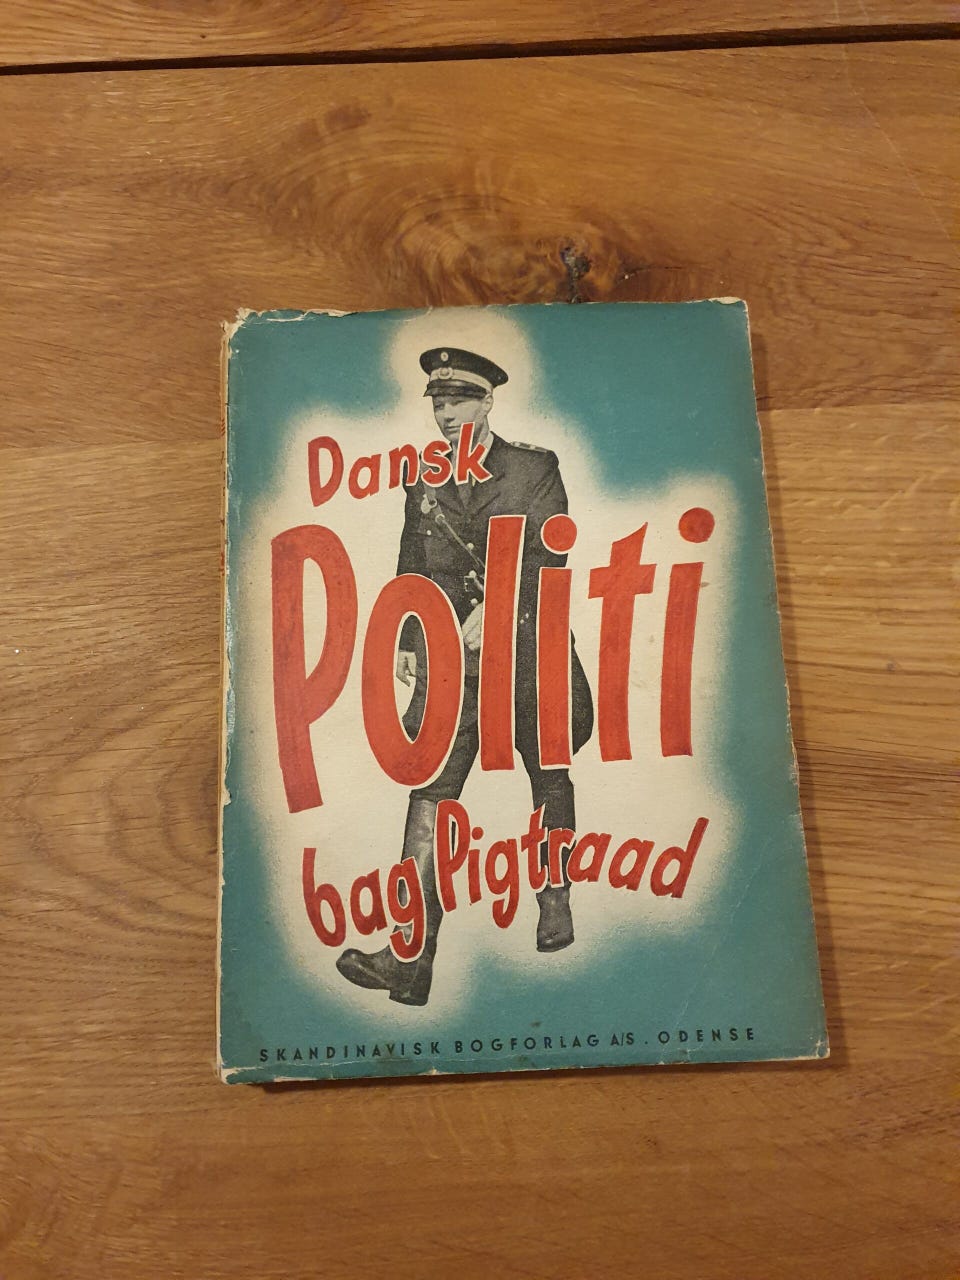 Dansk
Politi
bag Pigtraad
SKANDINAVISK BOGFORLAG A/S. ODENSE